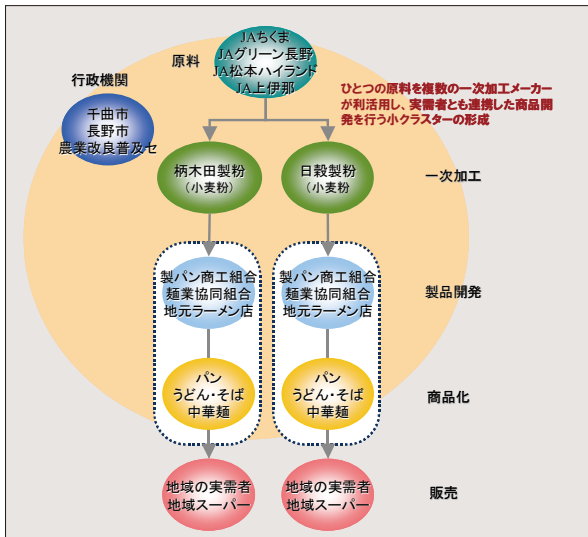 原料
JAちくま
JAグリーン長野
JA松本ハイランド
JA上伊那
行政機関
千曲市
長野市
農業改良普及セ
ひとつの原料を複数の一次加工メーカー
が利活用し、実需者とも連携した商品開
発を行う小クラスターの形成
柄木田製粉
（小麦粉）
日穀製粉
（小麦粉）
一次加工
製パン商工組合
麺業協同組合
地元ラーメン店
製パン商工組合
麺業協同組合
地元ラーメン店
製品開発
パン
うどん・そば
中華麺
パン
うどん・そば
中華麺
商品化
地域の実需者
地域スーパー
地域の実需者
地域スーパー
販売